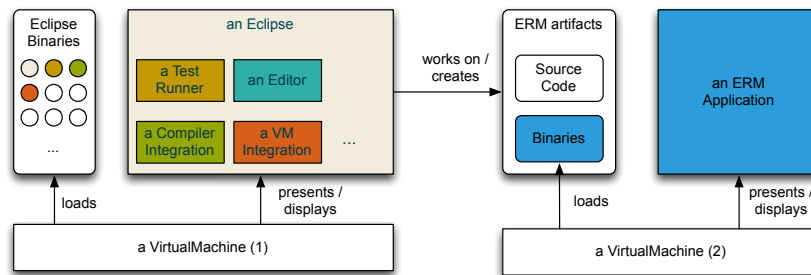 Eclipse
Binaries
...
an Eclipse
a Test
Runner
an Editor
a Compiler
Integration
a VM
Integration
...
works on /
creates
ERM artifacts
Source
Code
Binaries
an ERM
Application
loads
presents /
displays
loads
presents /
displays
a VirtualMachine (1)
a VirtualMachine (2)